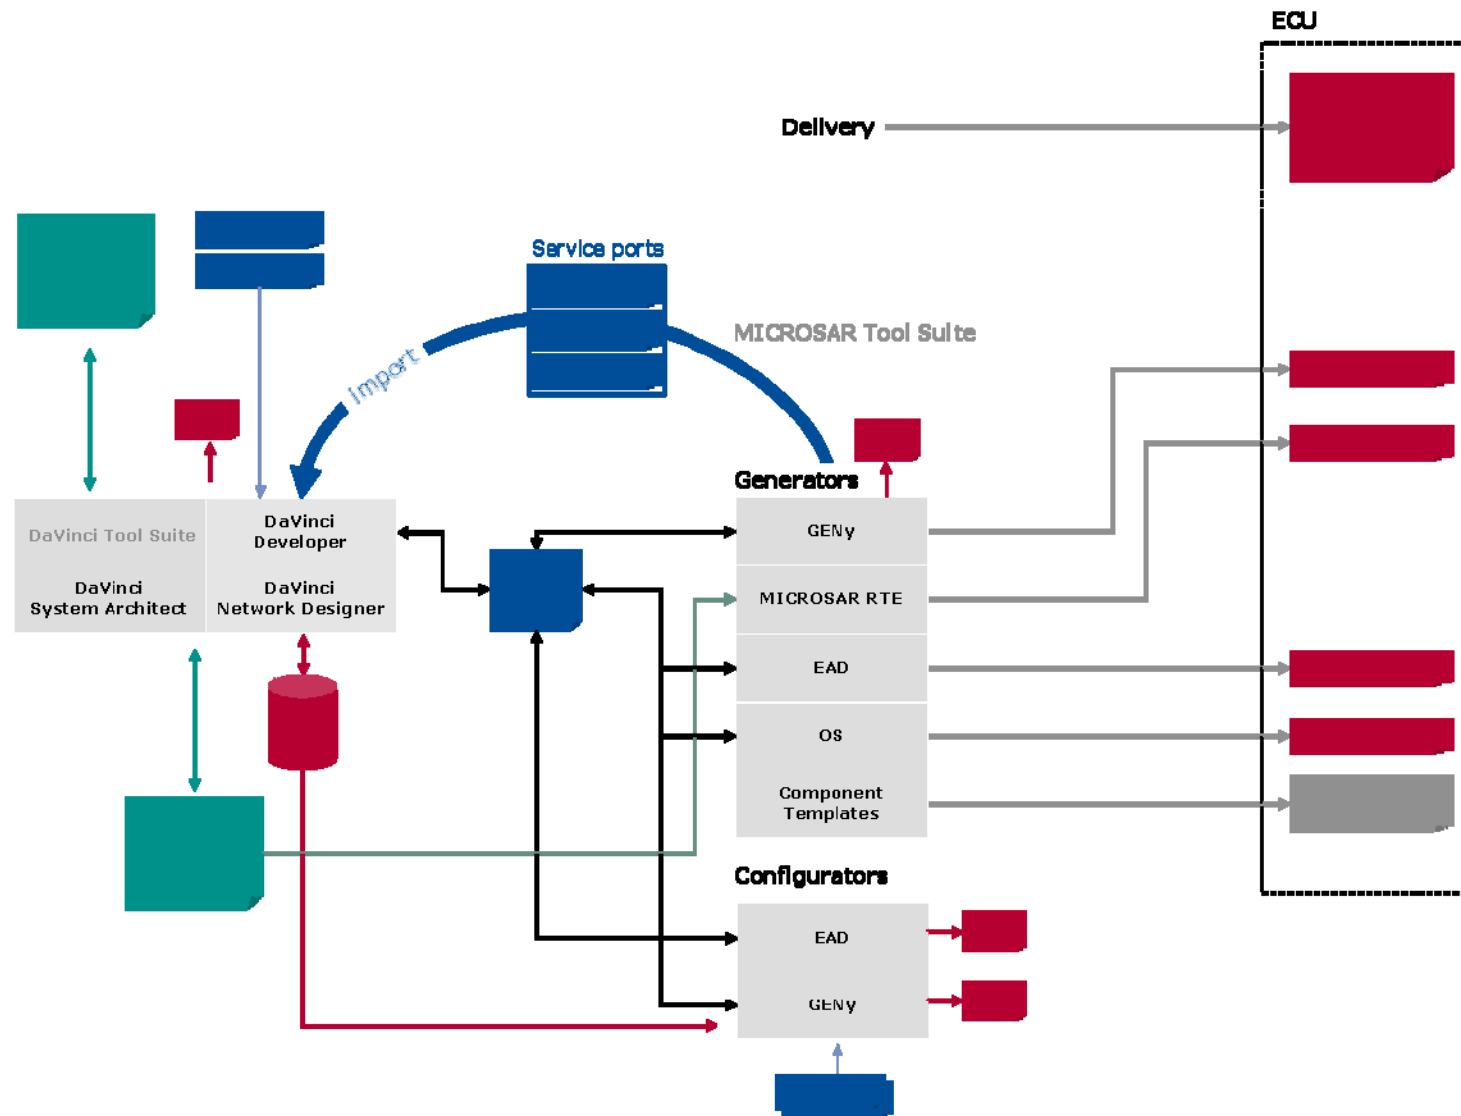 ECU
Delivery
Service ports
MICROSAR Tool Suite
import
Generators
DaVinci Tool Suite
DaVinci
System Architect
DaVinci
Developer
DaVinci
Network Designer
GENy
MICROSAR RTE
EAD
OS
Component
Templates
Configurators
EAD
GENy